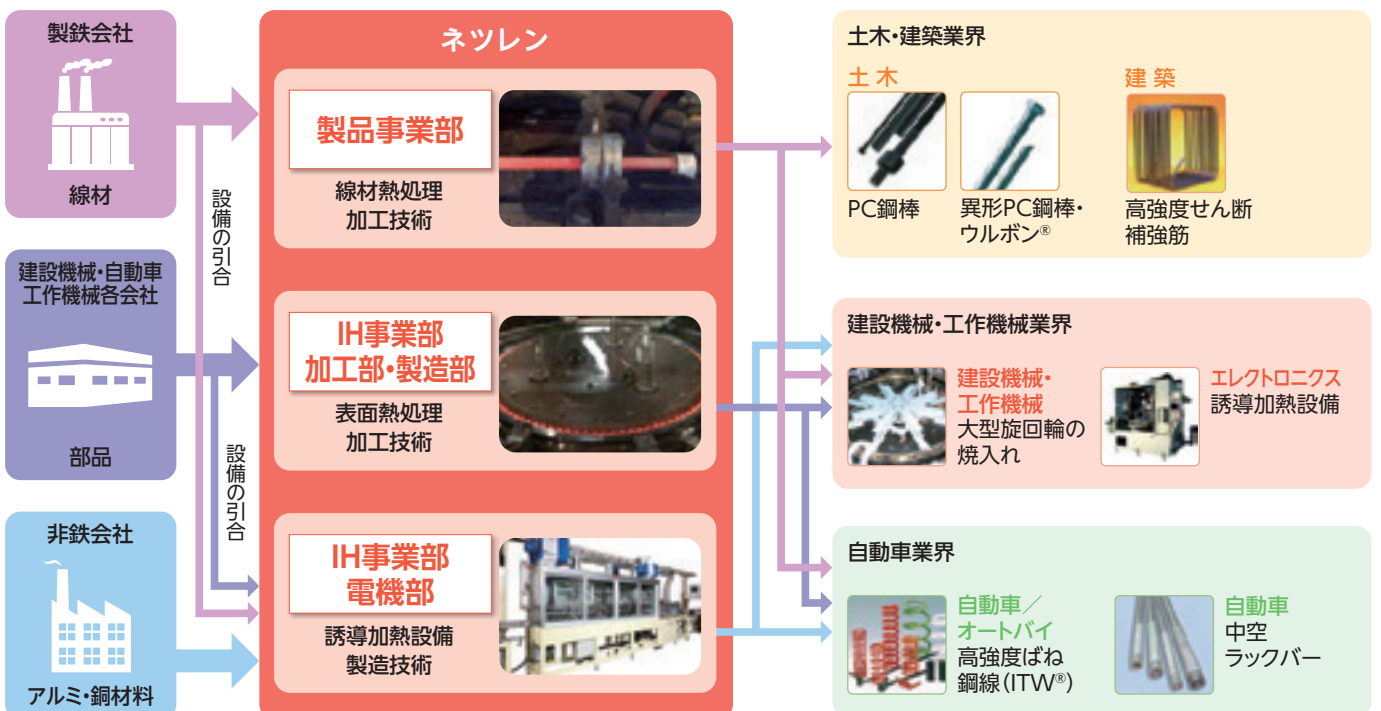 製鉄会社
線材
建設機械・自動車
工作機械各会社
部品
非鉄会社
アルミ・銅材料
設備の引合
設備の引合
ネツレン
製品事業部
線材熱処理
加工技術
IH事業部
加工部・製造部
表面熱処理
加工技術
IH事業部
電機部
誘導加熱設備
製造技術
土木・建築業界
土木
PC鋼棒
異形PC鋼棒・
ウルボン®
建築
高強度せん断
補強筋
建設機械・工作機械業界
建設機械・
工作機械
大型旋回輪の
焼入れ
エレクトロニクス
誘導加熱設備
自動車業界
自動車／
オートバイ
高強度ばね
鋼線(ITW®)
自動車
中空
ラックバー